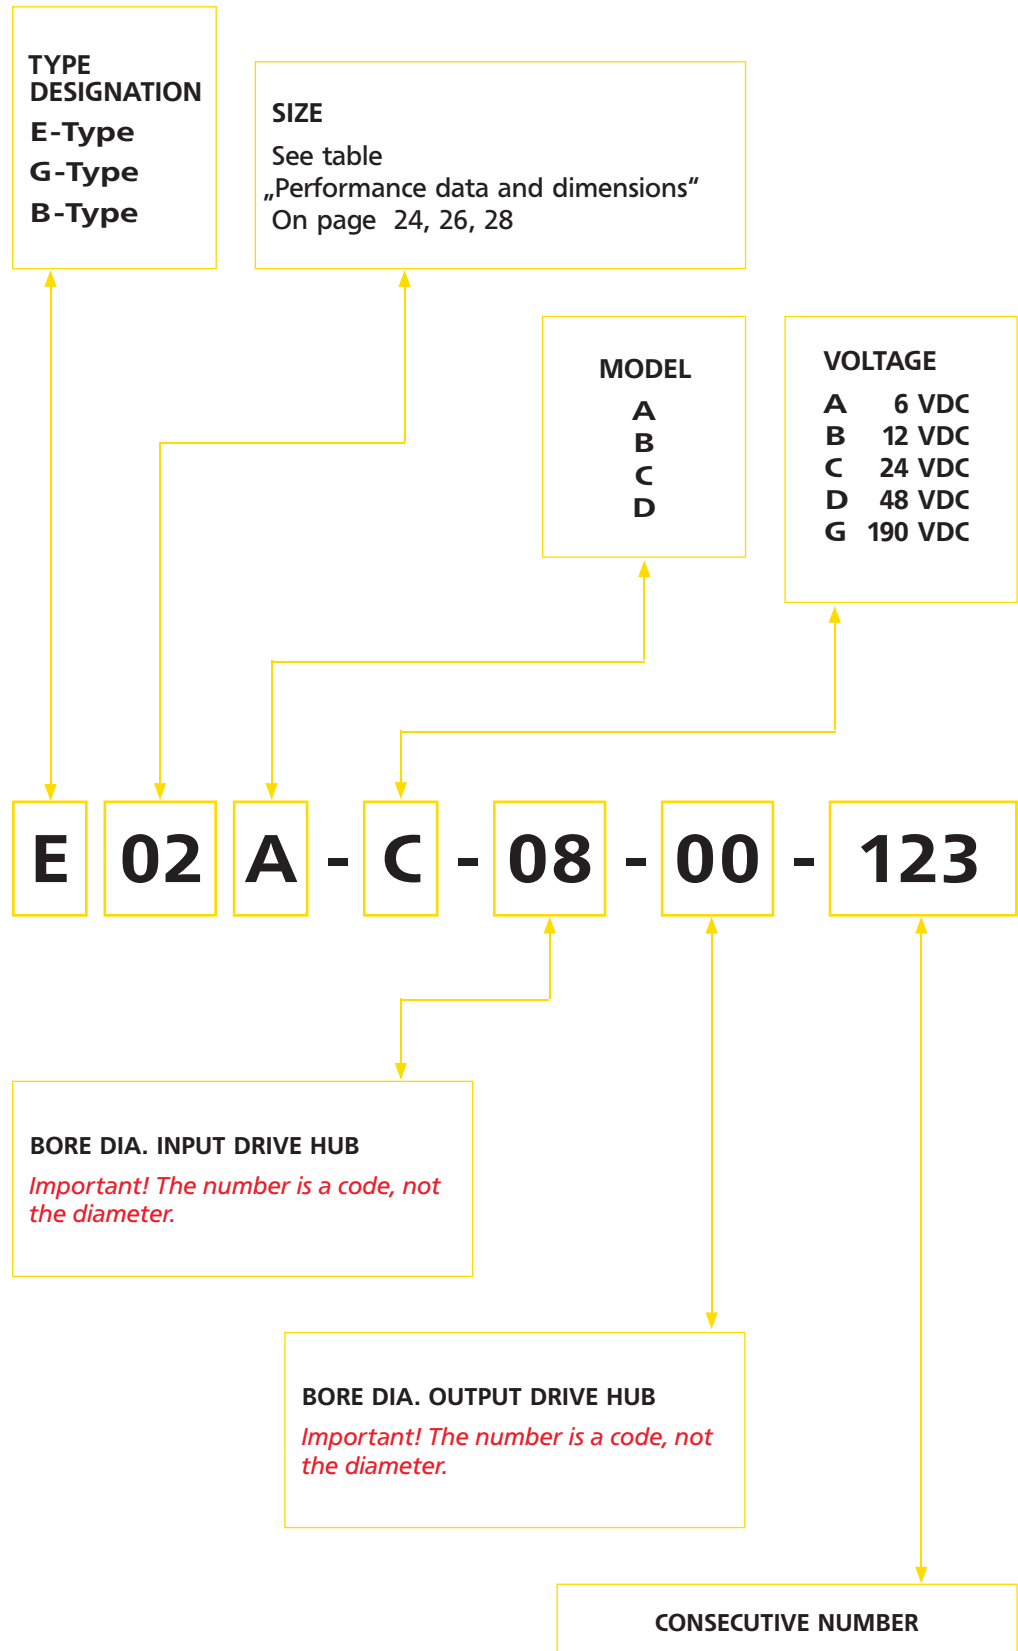 TYPE
DESIGNATION
E-Type
G-Type
B-Type
SIZE
See table
„Performance data and dimensions“
On page 24, 26, 28
MODEL
A
B
C
D
VOLTAGE
A 6 VDC
B 12 VDC
C 24 VDC
D 48 VDC
G 190 VDC
E 02 A - C - 08 - 00 - 123
BORE DIA. INPUT DRIVE HUB
Important! The number is a code, not
the diameter.
BORE DIA. OUTPUT DRIVE HUB
Important! The number is a code, not
the diameter.
CONSECUTIVE NUMBER